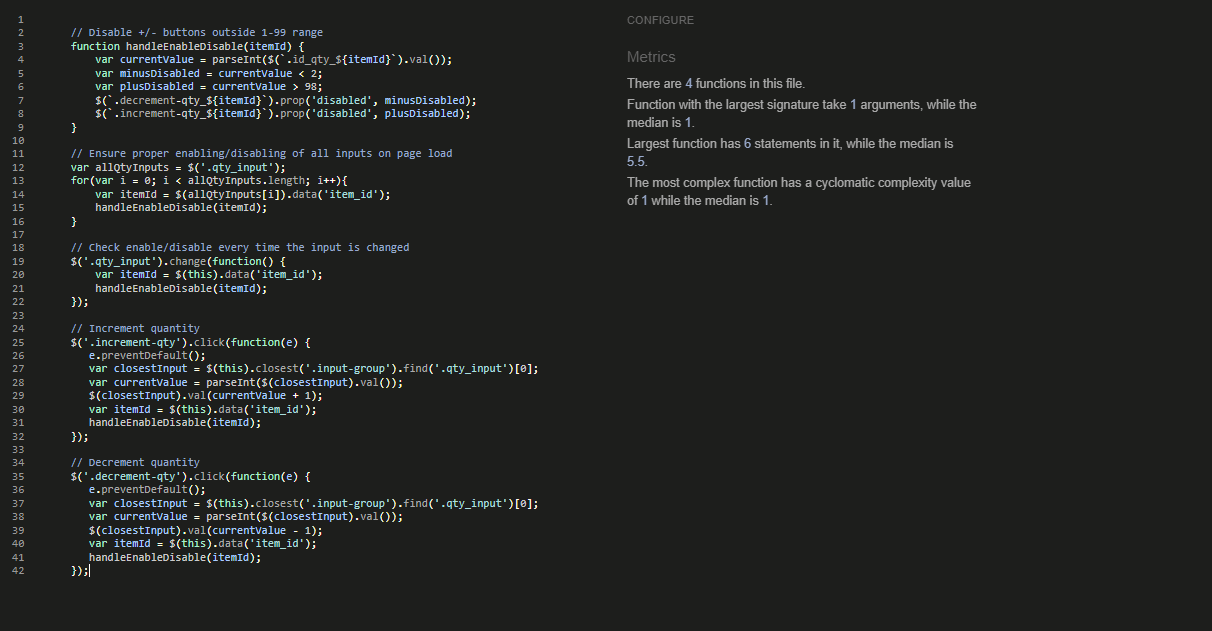 1
2 // Disable +/- buttons outside 1-99 range
3 function handleEnableDisable(itemId) {
4 var currentValue = parseInt($(`.id_qty_${itemId}`).val());
5 var minusDisabled = currentValue < 2;
6 var plusDisabled = currentValue > 98;
7 $(`.decrement-qty_${itemId}`).prop('disabled', minusDisabled);
8 $(`.increment-qty_${itemId}`).prop('disabled', plusDisabled);
9 }
10
11 // Ensure proper enabling/disabling of all inputs on page load
12 var allQtyInputs = $('.qty_input');
13 for(var i = 0; i < allQtyInputs.length; i++){
14 var itemId = $(allQtyInputs[i]).data('item_id');
15 handleEnableDisable(itemId);
16 }
17
18 // Check enable/disable every time the input is changed
19 $('.qty_input').change(function() {
20 var itemId = $(this).data('item_id');
21 handleEnableDisable(itemId);
22 });
23
24 // Increment quantity
25 $('.increment-qty').click(function(e) {
26 e.preventDefault();
27 var closestInput = $(this).closest('.input-group').find('.qty_input')[0];
28 var currentValue = parseInt($(closestInput).val());
29 $(closestInput).val(currentValue + 1);
30 var itemId = $(this).data('item_id');
31 handleEnableDisable(itemId);
32 });
33
34 // Decrement quantity
35 $('.decrement-qty').click(function(e) {
36 e.preventDefault();
37 var closestInput = $(this).closest('.input-group').find('.qty_input')[0];
38 var currentValue = parseInt($(closestInput).val());
39 $(closestInput).val(currentValue - 1);
40 var itemId = $(this).data('item_id');
41 handleEnableDisable(itemId);
42 });
CONFIGURE
Metrics
There are 4 functions in this file.
Function with the largest signature take 1 arguments, while the
median is 1.
Largest function has 6 statements in it, while the median is
5.5.
The most complex function has a cyclomatic complexity value
of 1 while the median is 1.